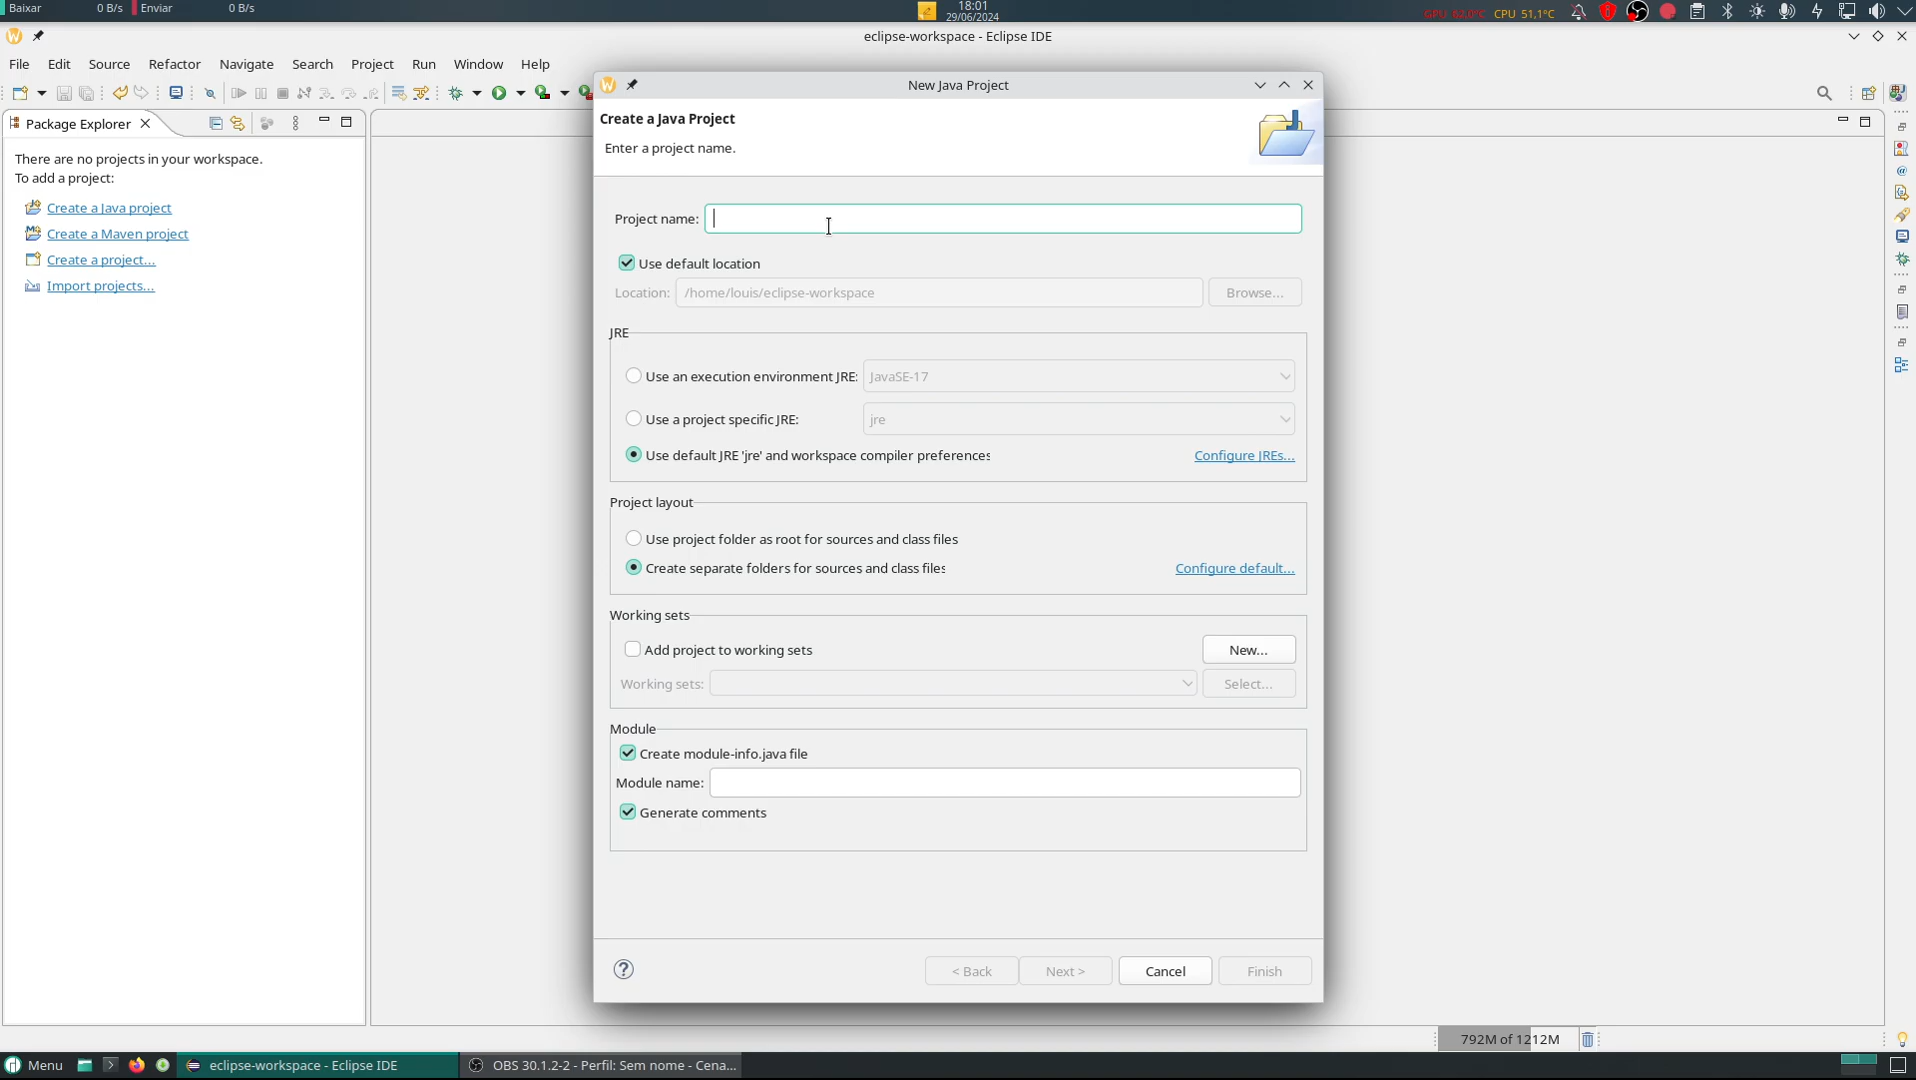 Baixar 0 B/s Enviar 0 B/s
18:01
29/06/2024
GPU 62,0°C CPU 51,1°C
eclipse-workspace - Eclipse IDE
File Edit Source Refactor Navigate Search Project Run Window Help
New Java Project
Package Explorer
Create a Java Project
Enter a project name.
There are no projects in your workspace.
To add a project:
Create a Java project
Create a Maven project
Create a project...
Import projects...
Project name:
Use default location
Location: /home/louis/eclipse-workspace Browse...
JRE
Use an execution environment JRE: JavaSE-17
Use a project specific JRE: jre
Use default JRE 'jre' and workspace compiler preferences Configure JREs...
Project layout
Use project folder as root for sources and class files
Create separate folders for sources and class files Configure default...
Working sets
Add project to working sets New...
Working sets: Select...
Module
Create module-info.java file
Module name:
Generate comments
? < Back Next > Cancel Finish
792M of 1212M
Menu eclipse-workspace - Eclipse IDE OBS 30.1.2-2 - Perfil: Sem nome - Cena...